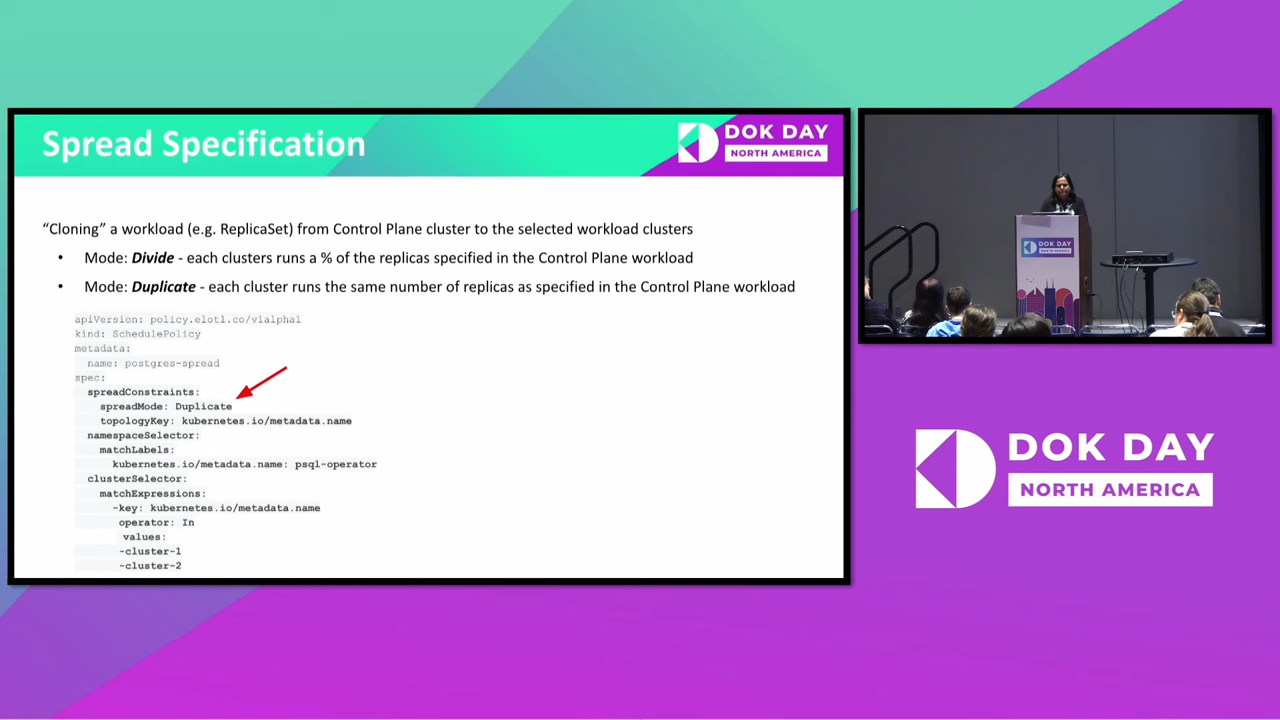 Spread Specification
DOK DAY
NORTH AMERICA
“Cloning” a workload (e.g. ReplicaSet) from Control Plane cluster to the selected workload clusters
• Mode: Divide - each clusters runs a % of the replicas specified in the Control Plane workload
• Mode: Duplicate - each cluster runs the same number of replicas as specified in the Control Plane workload
apiVersion: policy.elotl.co/v1alpha1
kind: SchedulePolicy
metadata:
name: postgres-spread
spec:
spreadConstraints:
spreadMode: Duplicate
topologyKey: kubernetes.io/metadata.name
namespaceSelector:
matchLabels:
kubernetes.io/metadata.name: psql-operator
clusterSelector:
matchExpressions:
-key: kubernetes.io/metadata.name
operator: In
values:
-cluster-1
-cluster-2
DOK DAY
NORTH AMERICA
DOK DAY
NORTH AMERICA